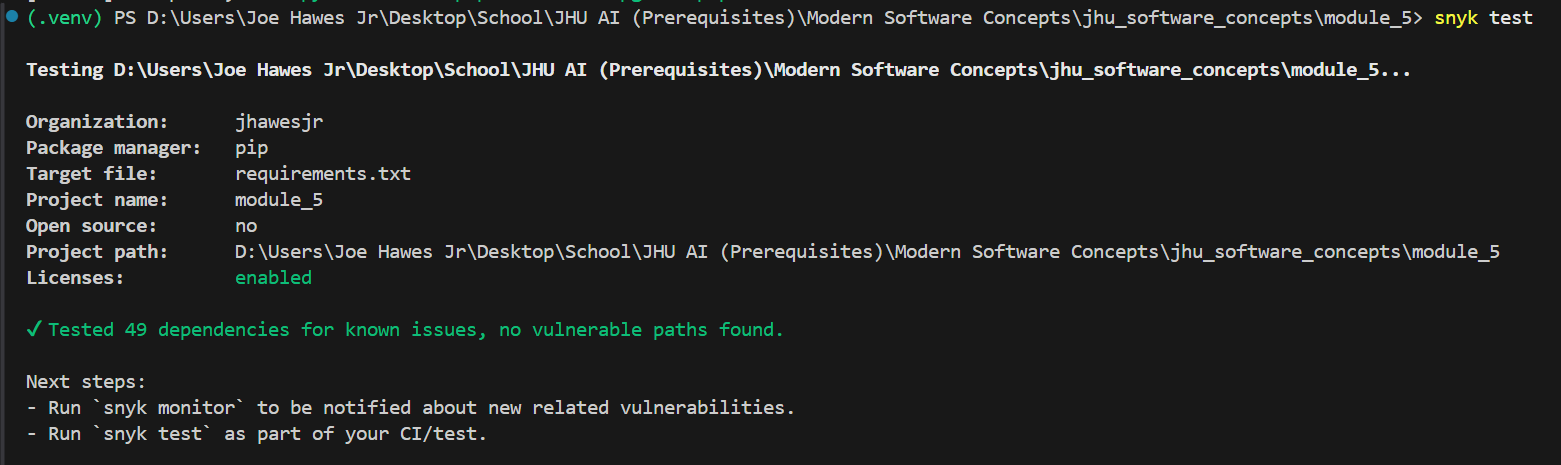 (.venv) PS D:\Users\Joe Hawes Jr\Desktop\School\JHU AI (Prerequisites)\Modern Software Concepts\jhu_software_concepts\module_5> snyk test
Testing D:\Users\Joe Hawes Jr\Desktop\School\JHU AI (Prerequisites)\Modern Software Concepts\jhu_software_concepts\module_5...
Organization: jhawesjr
Package manager: pip
Target file: requirements.txt
Project name: module_5
Open source: no
Project path: D:\Users\Joe Hawes Jr\Desktop\School\JHU AI (Prerequisites)\Modern Software Concepts\jhu_software_concepts\module_5
Licenses: enabled
✓ Tested 49 dependencies for known issues, no vulnerable paths found.
Next steps:
- Run `snyk monitor` to be notified about new related vulnerabilities.
- Run `snyk test` as part of your CI/test.